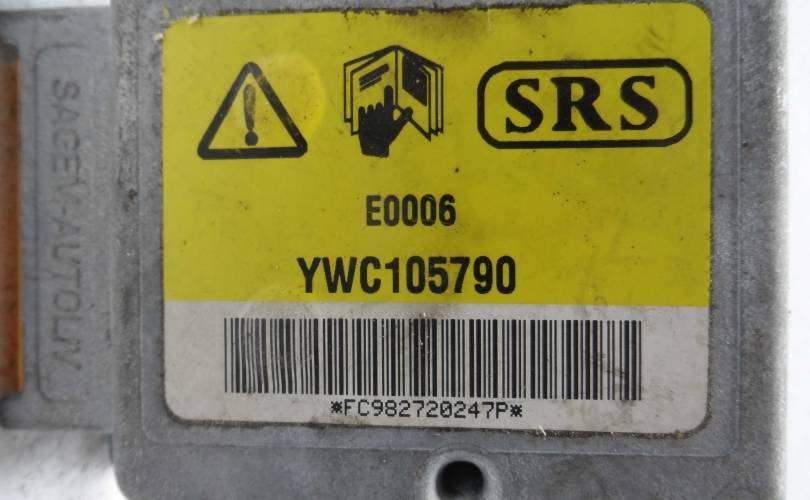 SRS
E0006
YWC105790
*FC982720247P*
SAGEM-AUTOLIV